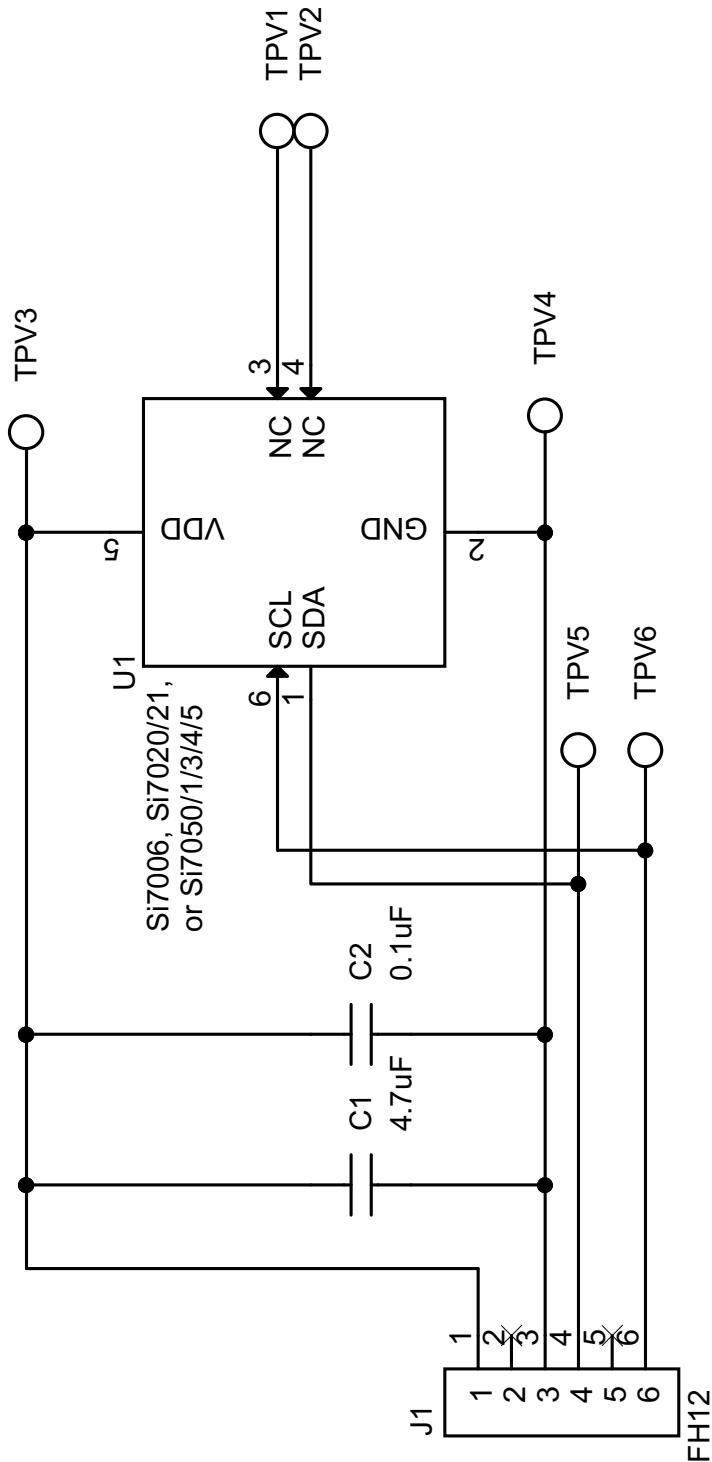 TPV3
TPV1
TPV2
3
4
NC
NC
5
VDD
GND
2
SCL
SDA
6
1
U1
Si7006, Si7020/21,
or Si7050/1/3/4/5
TPV4
TPV5
TPV6
C2
0.1uF
C1
4.7uF
J1
1
2
3
4
5
6
1
2
3
4
5
6
FH12